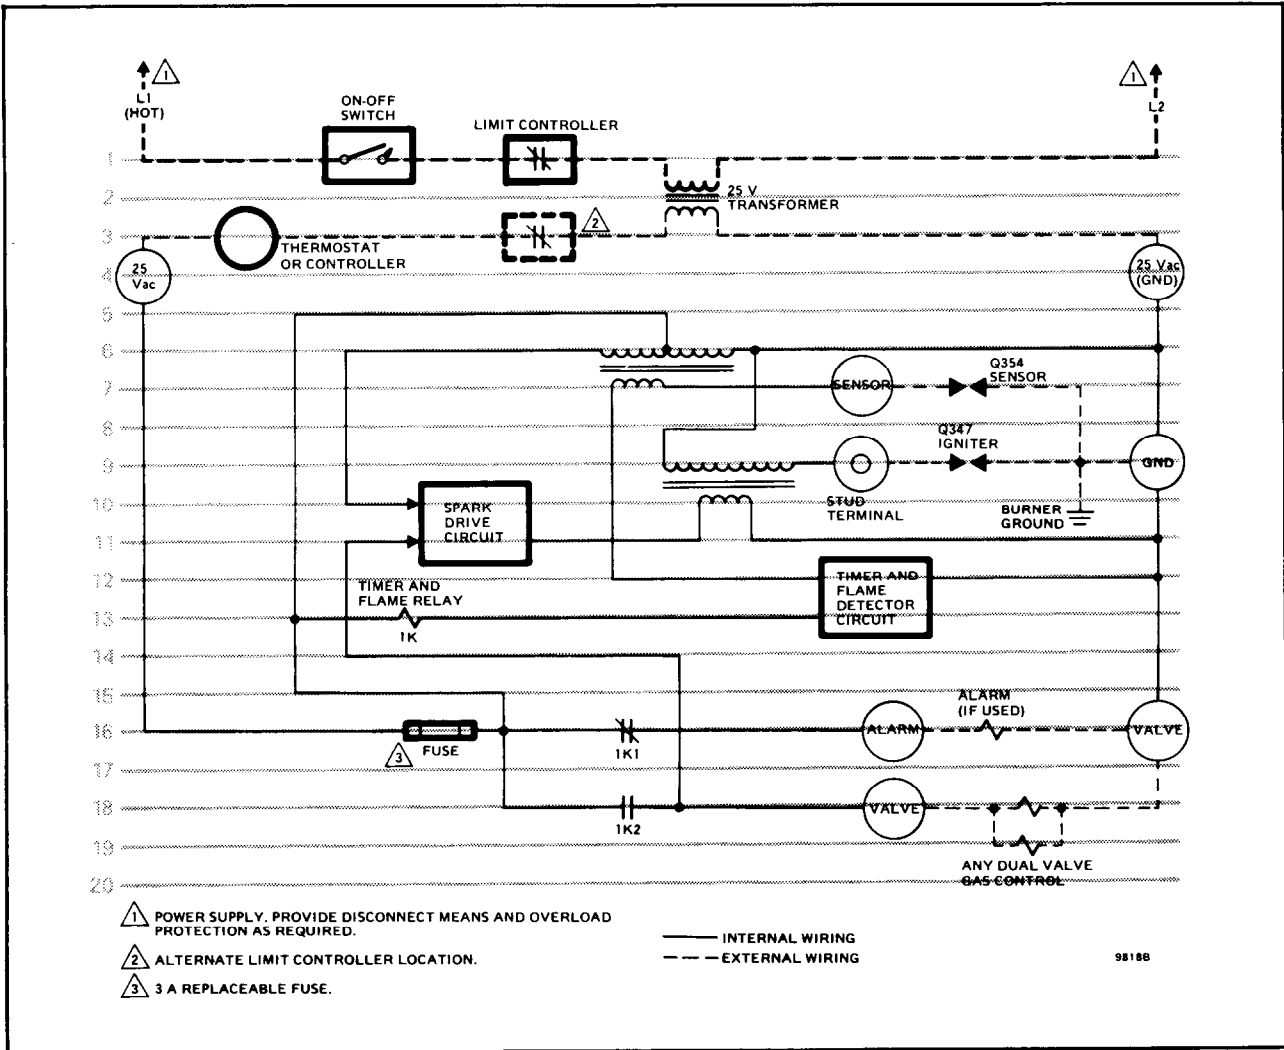 1
1
L1
(HOT)
L2
ON-OFF
SWITCH
LIMIT CONTROLLER
1
2
25 V
TRANSFORMER
2
3
THERMOSTAT
OR CONTROLLER
25
Vac
25 Vac
(GND)
4
5
6
Q354
SENSOR
7
SENSOR
8
Q347
IGNITER
9
GND
10
SPARK
DRIVE
CIRCUIT
STUD
TERMINAL
BURNER
GROUND
11
12
TIMER AND
FLAME RELAY
TIMER AND
FLAME
DETECTOR
CIRCUIT
13
1K
14
15
ALARM
(IF USED)
16
FUSE
3
1K1
ALARM
VALVE
17
18
1K2
VALVE
19
ANY DUAL VALVE
GAS CONTROL
20
1 POWER SUPPLY. PROVIDE DISCONNECT MEANS AND OVERLOAD
PROTECTION AS REQUIRED.
2 ALTERNATE LIMIT CONTROLLER LOCATION.
3 3 A REPLACEABLE FUSE.
INTERNAL WIRING
EXTERNAL WIRING
9818B